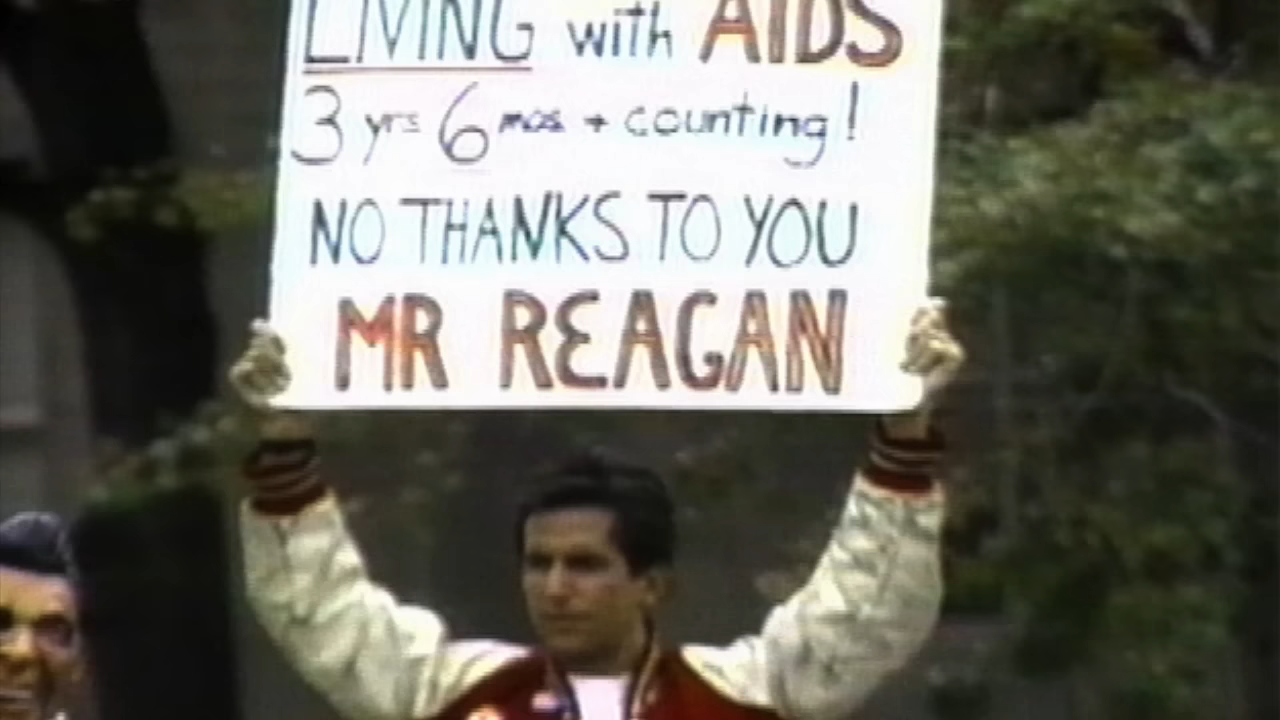 LIVING with AIDS
3 yrs 6 mos + counting!
NO THANKS TO YOU
MR REAGAN